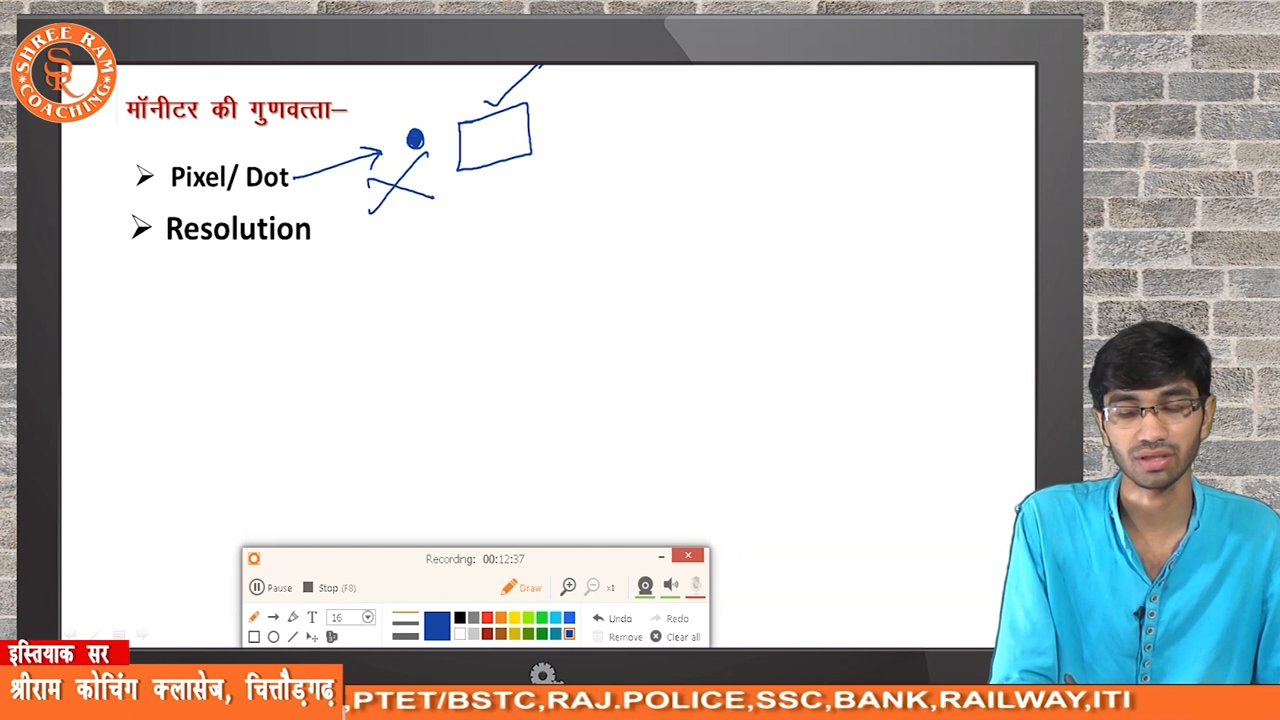 SHREE RAM
SR
COACHING
मॉनीटर की गुणवत्ता–
Pixel/ Dot
Resolution
Recording: 00:12:37
Pause
Stop (F8)
Draw
x1
T
16
Undo
Redo
Remove
Clear all
इस्तियाक सर
श्रीराम कोचिंग क्लासेज, चित्तौड़गढ़
,PTET/BSTC,RAJ.POLICE,SSC,BANK,RAILWAY,ITI